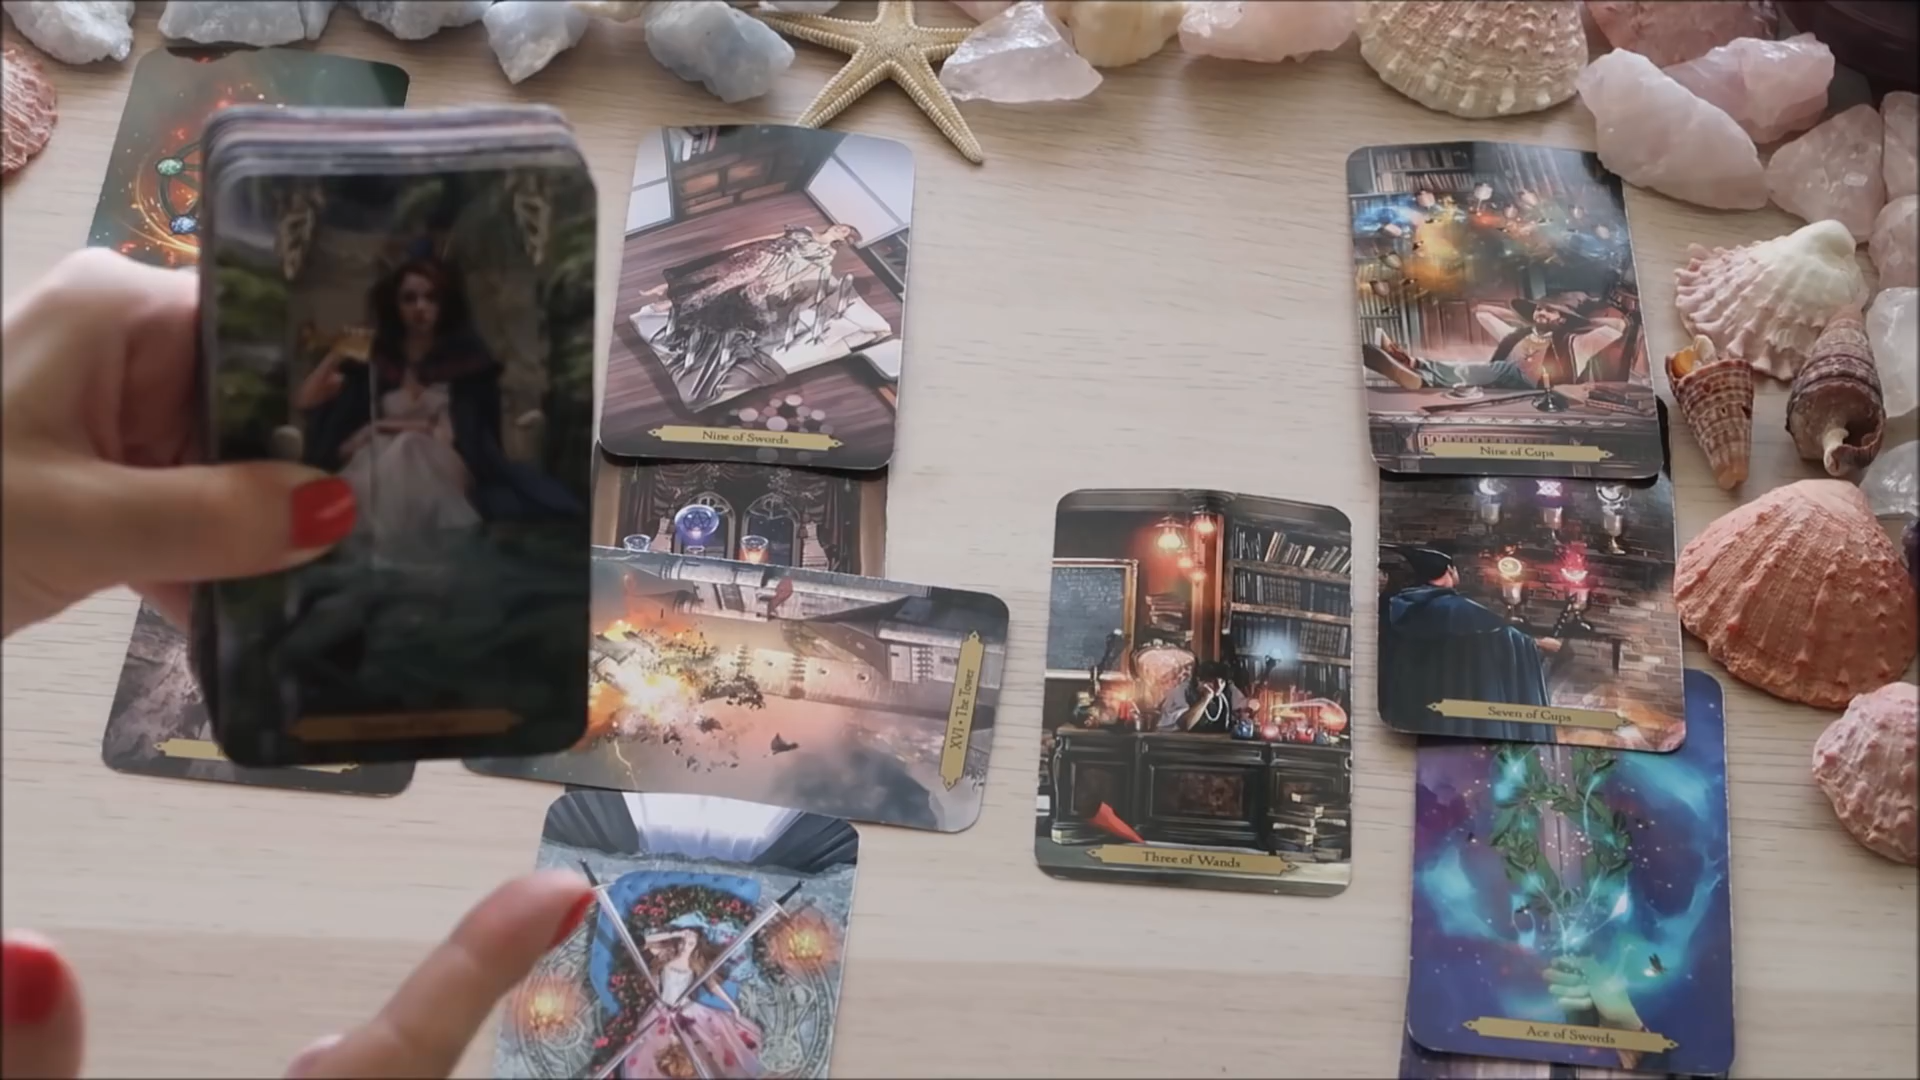 Nine of Swords
Nine of Cups
XVI • The Tower
Seven of Cups
Three of Wands
Ace of Swords